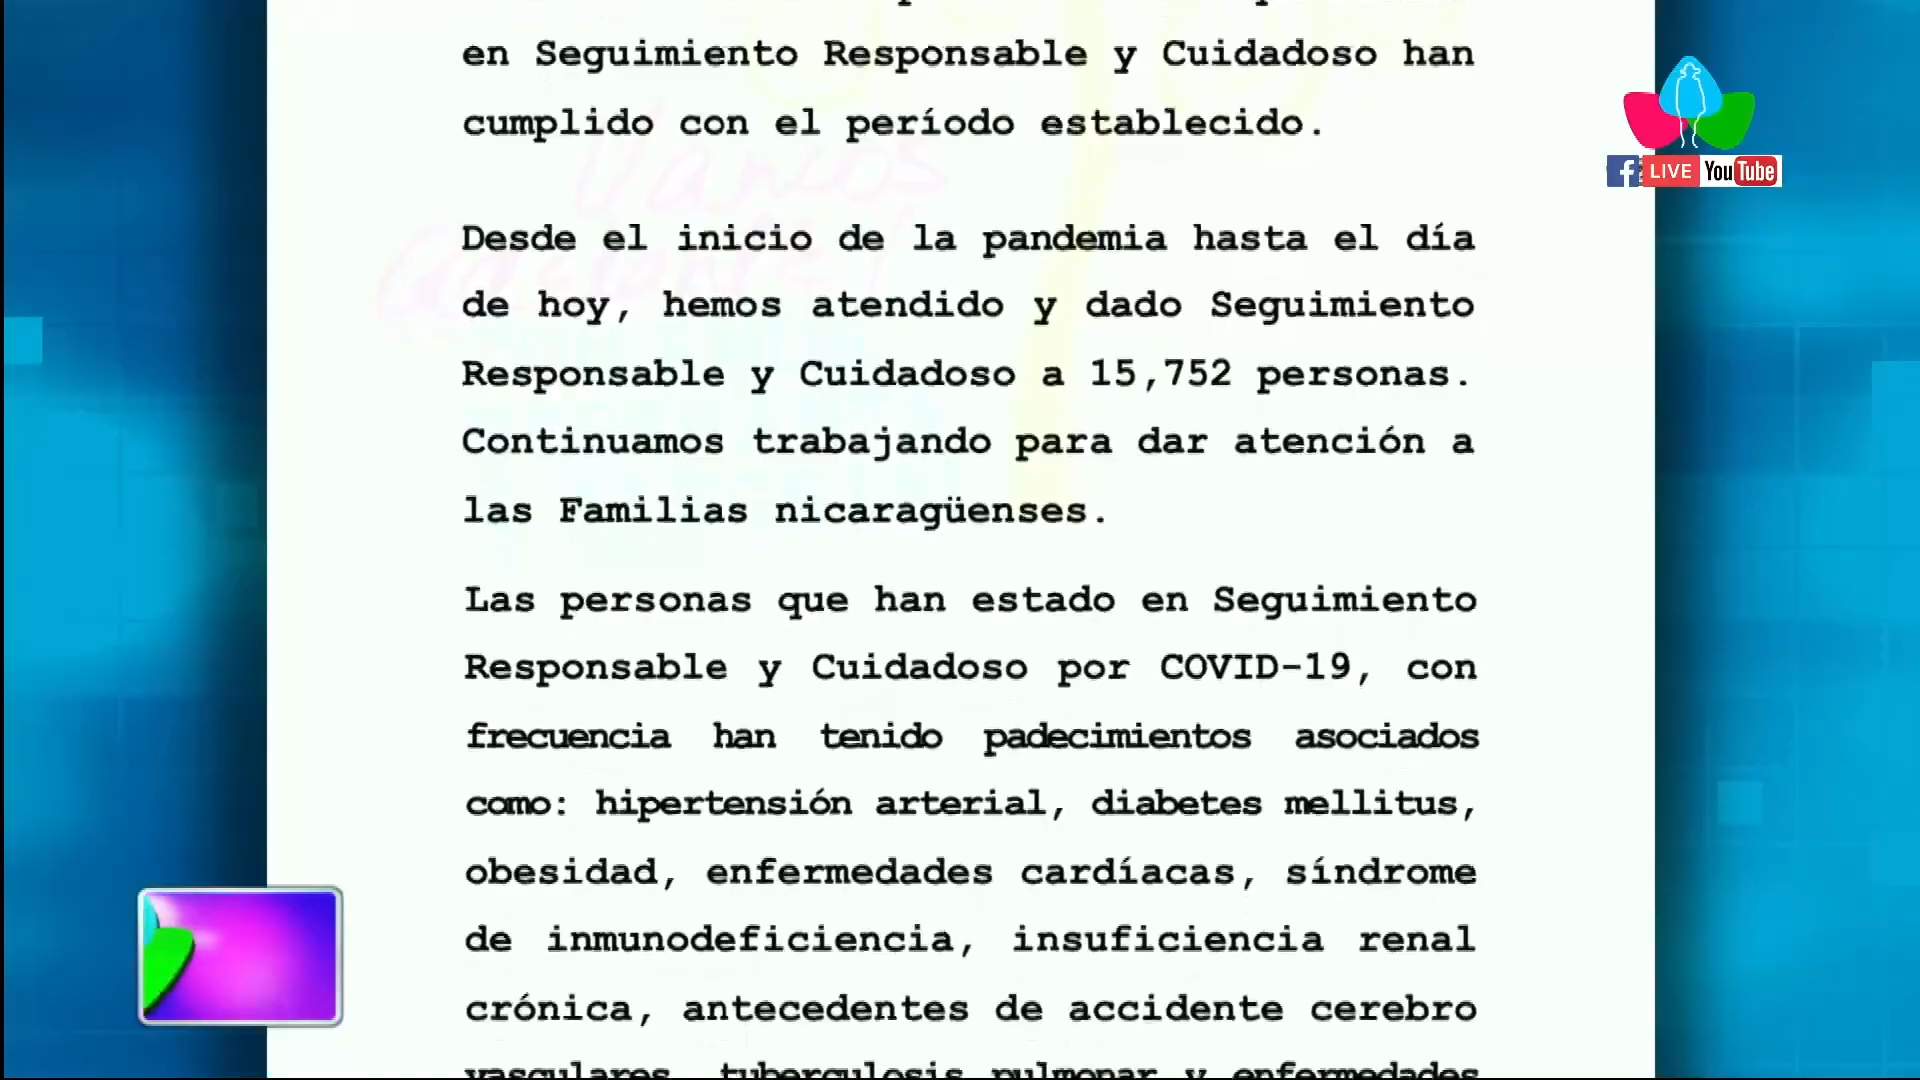 en Seguimiento Responsable y Cuidadoso han
cumplido con el período establecido.
Desde el inicio de la pandemia hasta el día
de hoy, hemos atendido y dado Seguimiento
Responsable y Cuidadoso a 15,752 personas.
Continuamos trabajando para dar atención a
las Familias nicaragüenses.
Las personas que han estado en Seguimiento
Responsable y Cuidadoso por COVID-19, con
frecuencia han tenido padecimientos asociados
como: hipertensión arterial, diabetes mellitus,
obesidad, enfermedades cardíacas, síndrome
de inmunodeficiencia, insuficiencia renal
crónica, antecedentes de accidente cerebro
vasculares, tuberculosis pulmonar y enfermedades
f LIVE YouTube